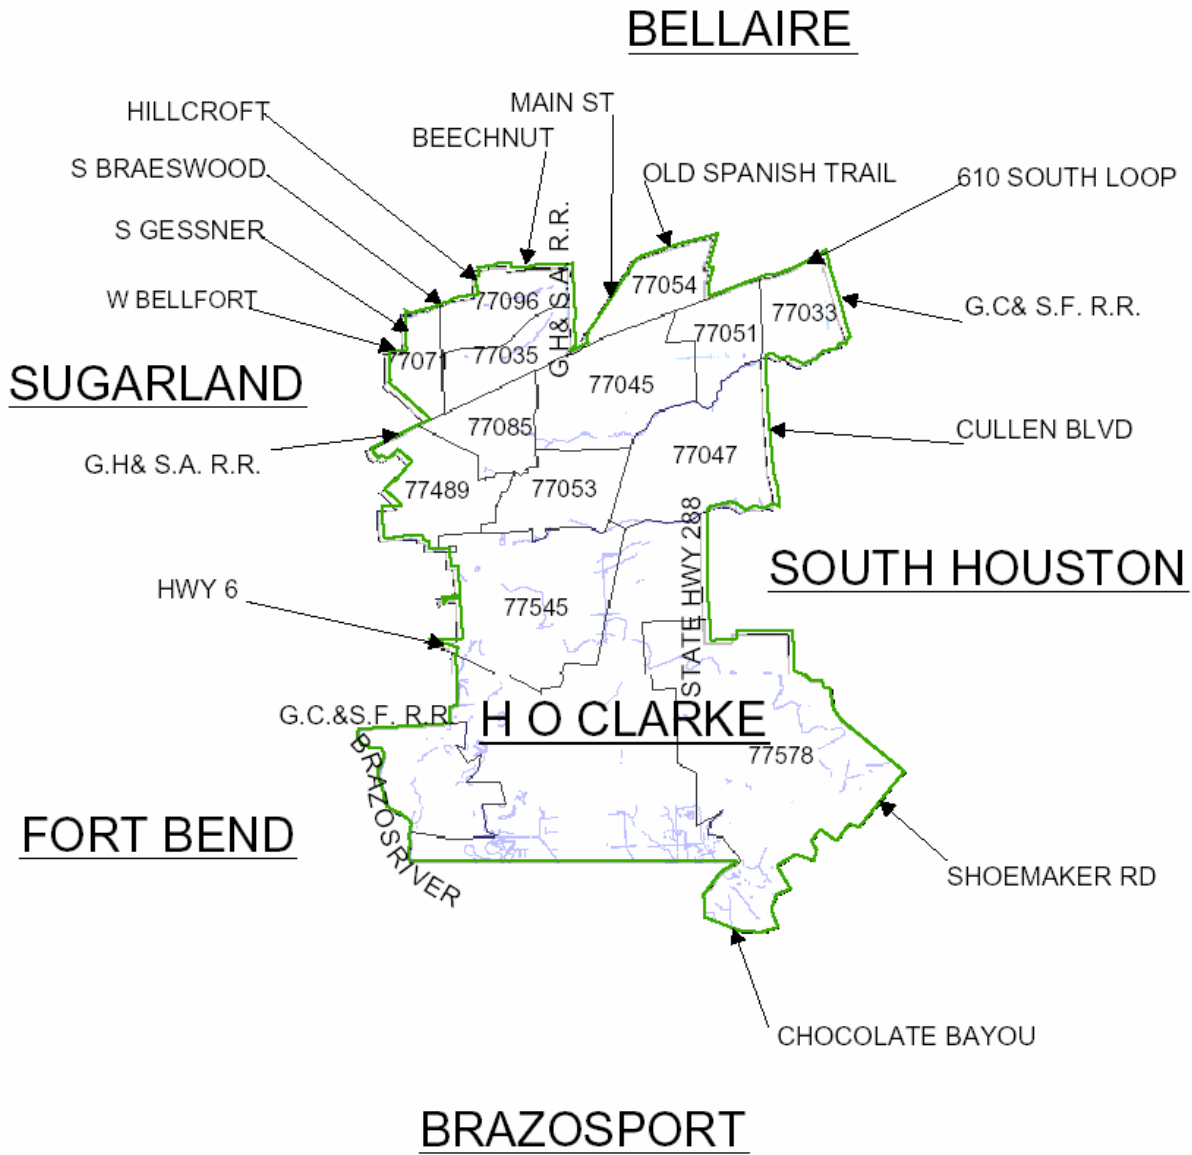 BELLAIRE
HILLCROFT
MAIN ST
BEECHNUT
S BRAESWOOD
OLD SPANISH TRAIL
610 SOUTH LOOP
S GESSNER
G.H& S.A. R.R.
W BELLFORT
77054
77096
77033
G.C& S.F. R.R.
77051
77071
77035
SUGARLAND
77045
77085
CULLEN BLVD
G.H& S.A. R.R.
77047
77489
77053
STATE HWY 288
SOUTH HOUSTON
HWY 6
77545
G.C.&S.F. R.R.
H O CLARKE
77578
BRAZOSRIVER
FORT BEND
SHOEMAKER RD
CHOCOLATE BAYOU
BRAZOSPORT